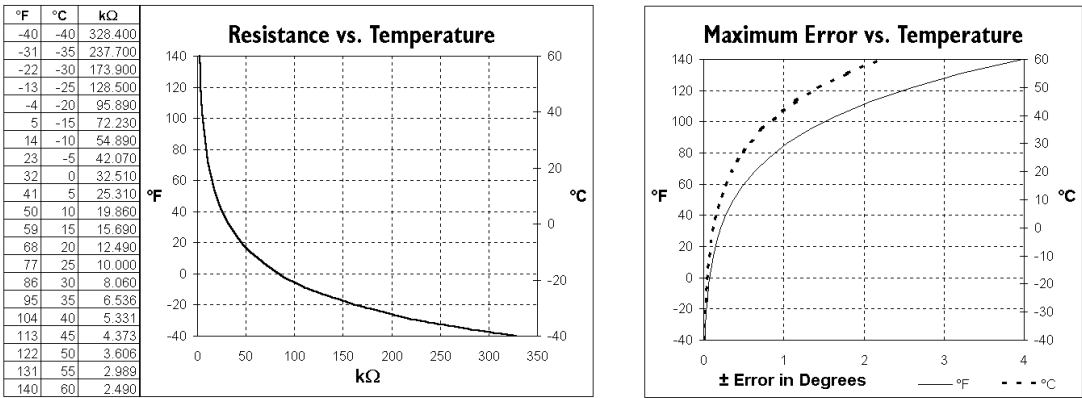 °F °C kΩ
-40 -40 328.400
-31 -35 237.700
-22 -30 173.900
-13 -25 128.500
-4 -20 95.890
5 -15 72.230
14 -10 54.890
23 -5 42.070
32 0 32.510
41 5 25.310
50 10 19.860
59 15 15.690
68 20 12.490
77 25 10.000
86 30 8.060
95 35 6.536
104 40 5.331
113 45 4.373
122 50 3.606
131 55 2.989
140 60 2.490
Resistance vs. Temperature
140
120
100
80
60
40
20
0
-20
-40
°F
60
40
20
0
-20
-40
°C
0 50 100 150 200 250 300 350
kΩ
Maximum Error vs. Temperature
140
120
100
80
60
40
20
0
-20
-40
°F
60
50
40
30
20
10
0
-10
-20
-30
-40
°C
0 1 2 3 4
± Error in Degrees °F °C